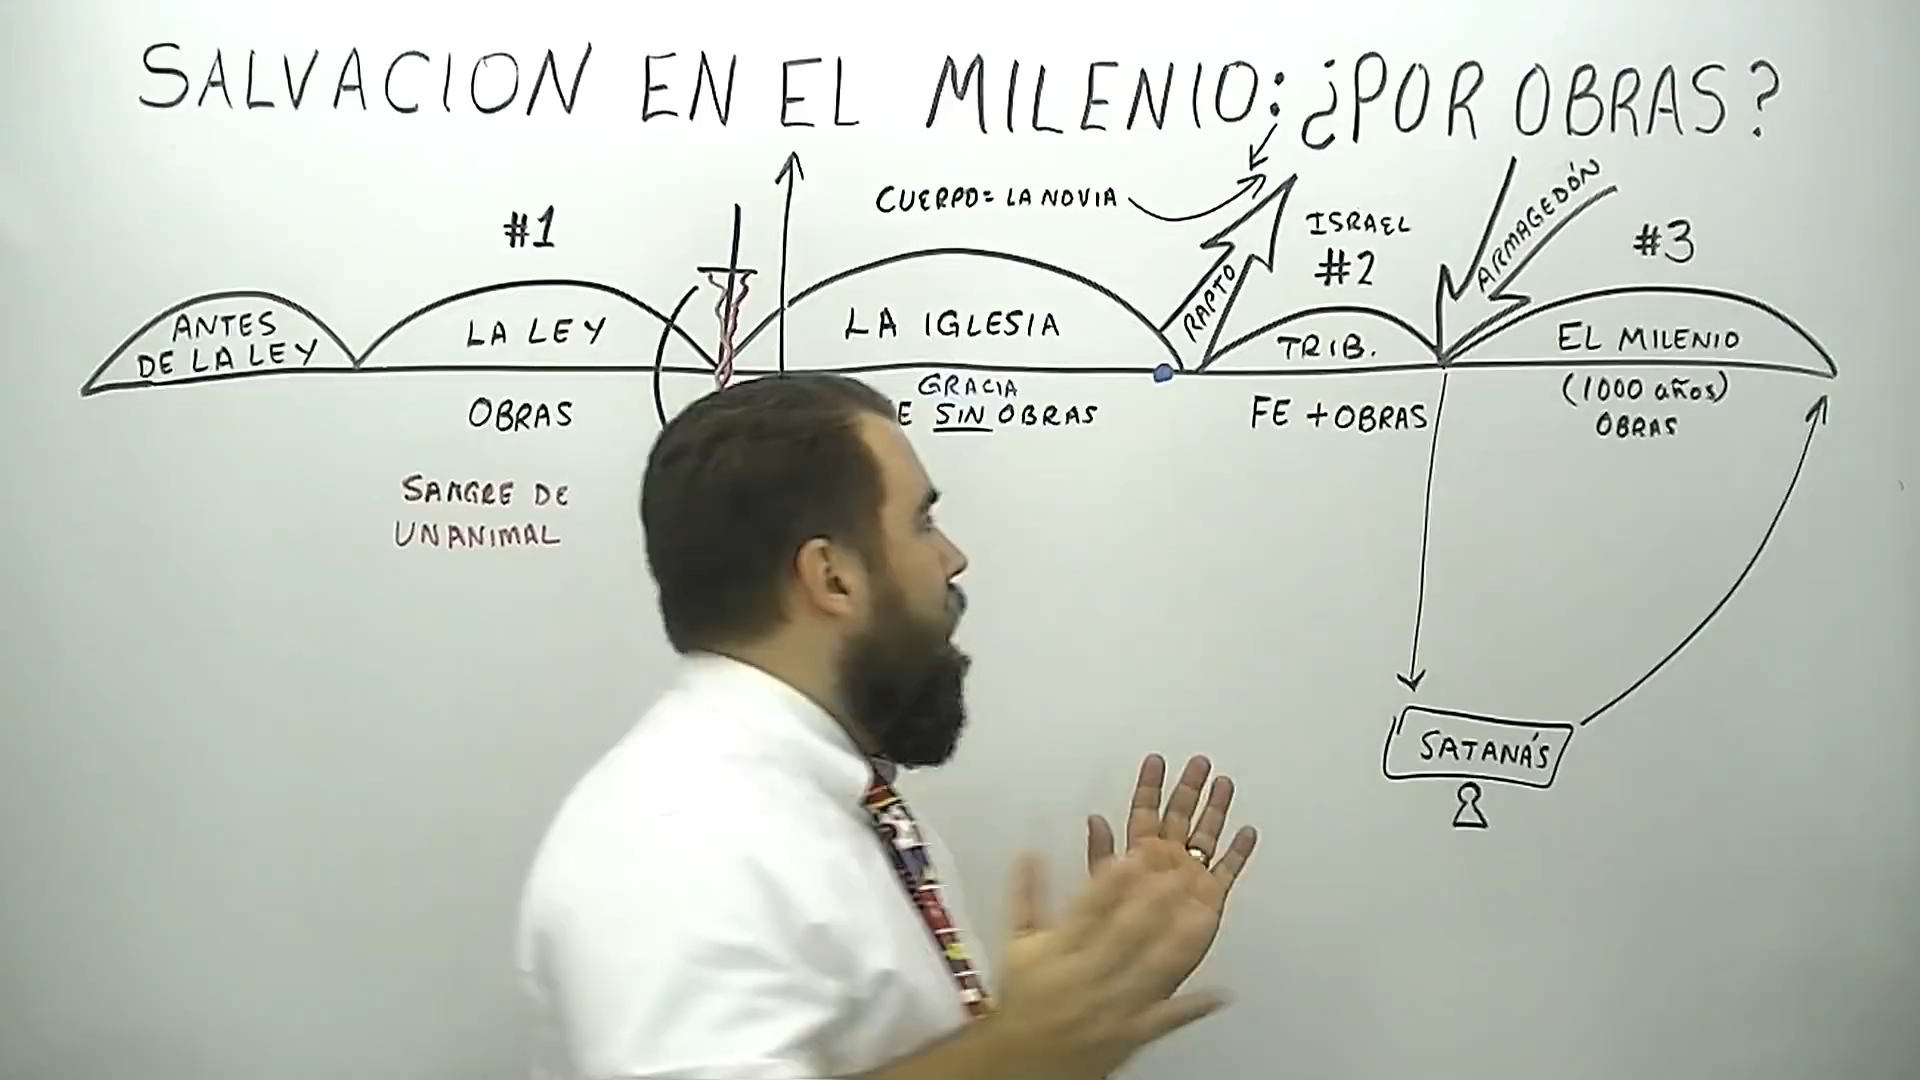 SALVACION EN EL MILENIO: ¿POR OBRAS?
CUERPO= LA NOVIA
#1
ISRAEL
#2
ARMAGEDÓN
#3
RAPTO
ANTES
DE LA LEY
LA LEY
LA IGLESIA
TRIB.
EL MILENIO
OBRAS
GRACIA
E SIN OBRAS
FE + OBRAS
(1000 años)
OBRAS
SANGRE DE
UN ANIMAL
SATANÁS